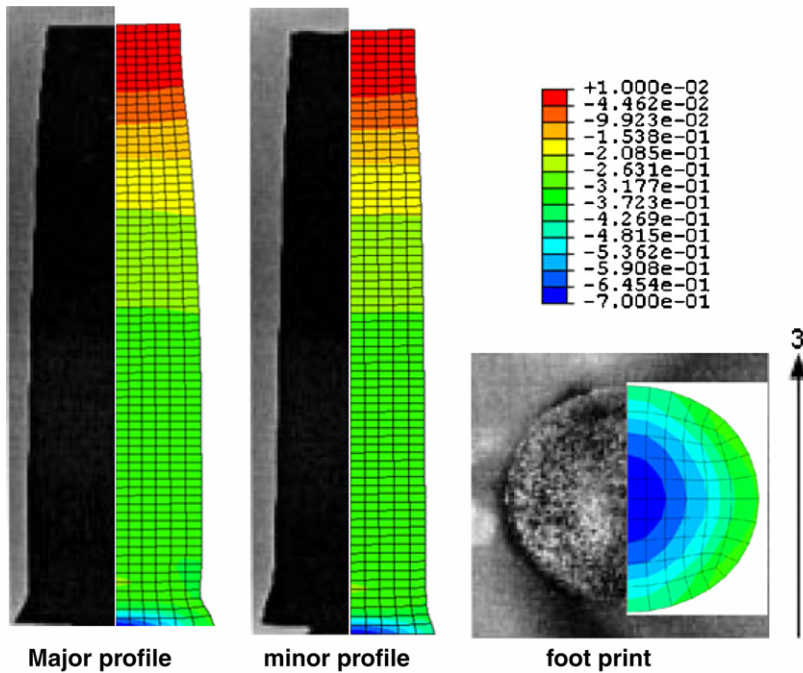 +1.000e-02
-4.462e-02
-9.923e-02
-1.538e-01
-2.085e-01
-2.631e-01
-3.177e-01
-3.723e-01
-4.269e-01
-4.815e-01
-5.362e-01
-5.908e-01
-6.454e-01
-7.000e-01
3
Major profile
minor profile
foot print